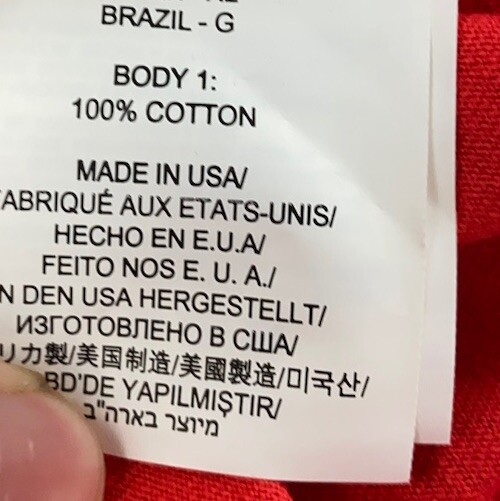 BRAZIL - G
BODY 1:
100% COTTON
MADE IN USA/
FABRIQUÉ AUX ETATS-UNIS/
HECHO EN E.U.A/
FEITO NOS E. U. A./
DEN USA HERGESTELLT/
ИЗГОТОВЛЕНО В США/
リカ製/美国制造/美國製造/미국산/
BD'DE YAPILMIŞTIR/
מיוצר בארה"ב